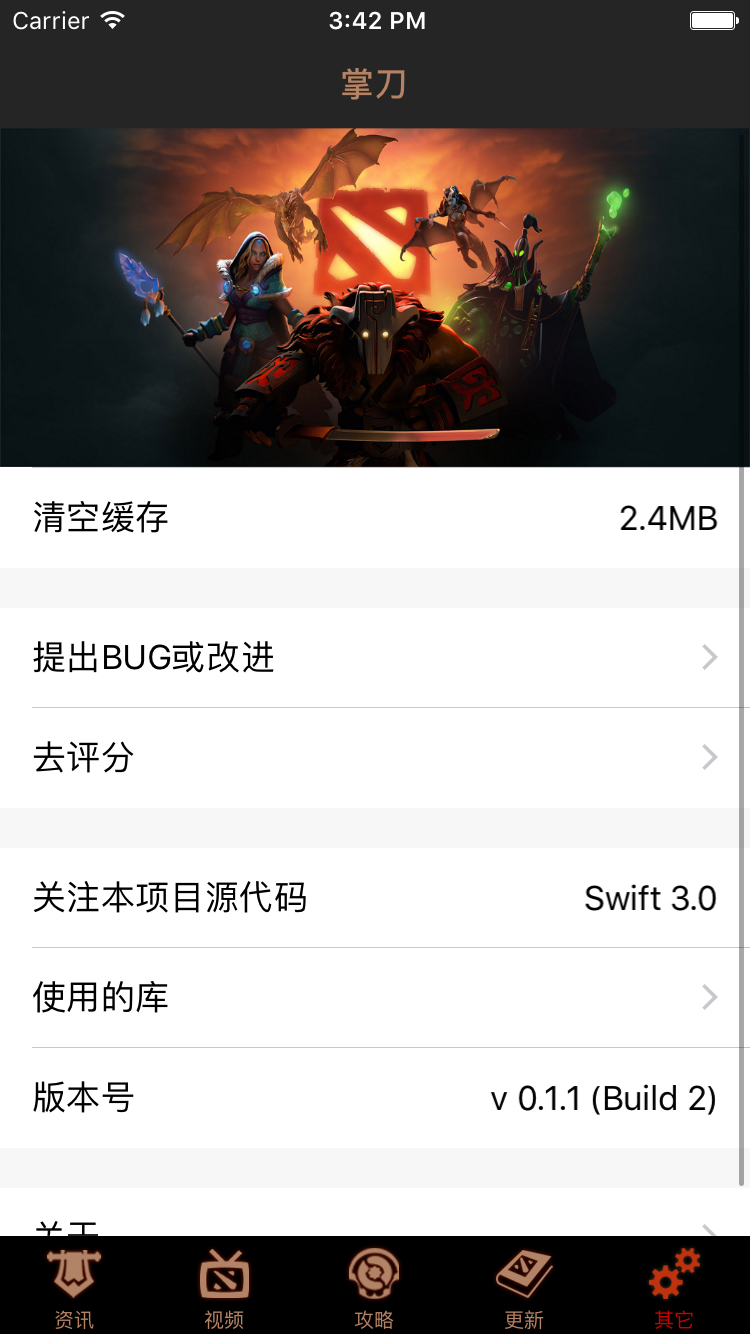 Carrier 3:42 PM
掌刀
清空缓存 2.4MB
提出BUG或改进
去评分
关注本项目源代码 Swift 3.0
使用的库
版本号 v 0.1.1 (Build 2)
关于
资讯 视频 攻略 更新 其它